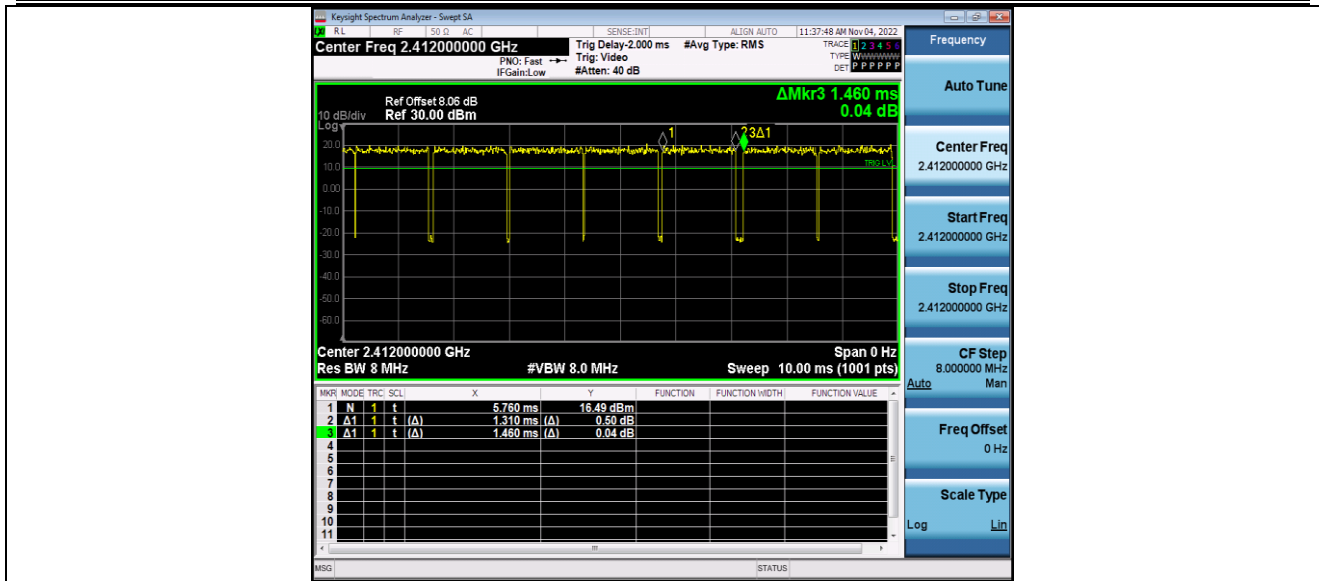 Keysight Spectrum Analyzer - Swept SA
RL RF 50 Ω AC SENSE:INT ALIGN AUTO 11:37:48 AM Nov 04, 2022
Center Freq 2.412000000 GHz
PNO: Fast
IFGain:Low
Trig Delay-2.000 ms
Trig: Video
#Atten: 40 dB
#Avg Type: RMS
TRACE 1 2 3 4 5 6
TYPE W
DET P P P P P P
ΔMkr3 1.460 ms
0.04 dB
Ref Offset 8.06 dB
10 dB/div Ref 30.00 dBm
Log
1 2 3Δ1
20.0
10.0
TRIG LVL
0.00
-10.0
-20.0
-30.0
-40.0
-50.0
-60.0
Center 2.412000000 GHz Span 0 Hz
Res BW 8 MHz #VBW 8.0 MHz Sweep 10.00 ms (1001 pts)
MKR MODE TRC SCL X Y FUNCTION FUNCTION WIDTH FUNCTION VALUE
1 N 1 t 5.760 ms 16.49 dBm
2 Δ1 1 t (Δ) 1.310 ms (Δ) 0.50 dB
3 Δ1 1 t (Δ) 1.460 ms (Δ) 0.04 dB
4
5
6
7
8
9
10
11
MSG STATUS
Frequency
Auto Tune
Center Freq
2.412000000 GHz
Start Freq
2.412000000 GHz
Stop Freq
2.412000000 GHz
CF Step
8.000000 MHz
Auto Man
Freq Offset
0 Hz
Scale Type
Log Lin